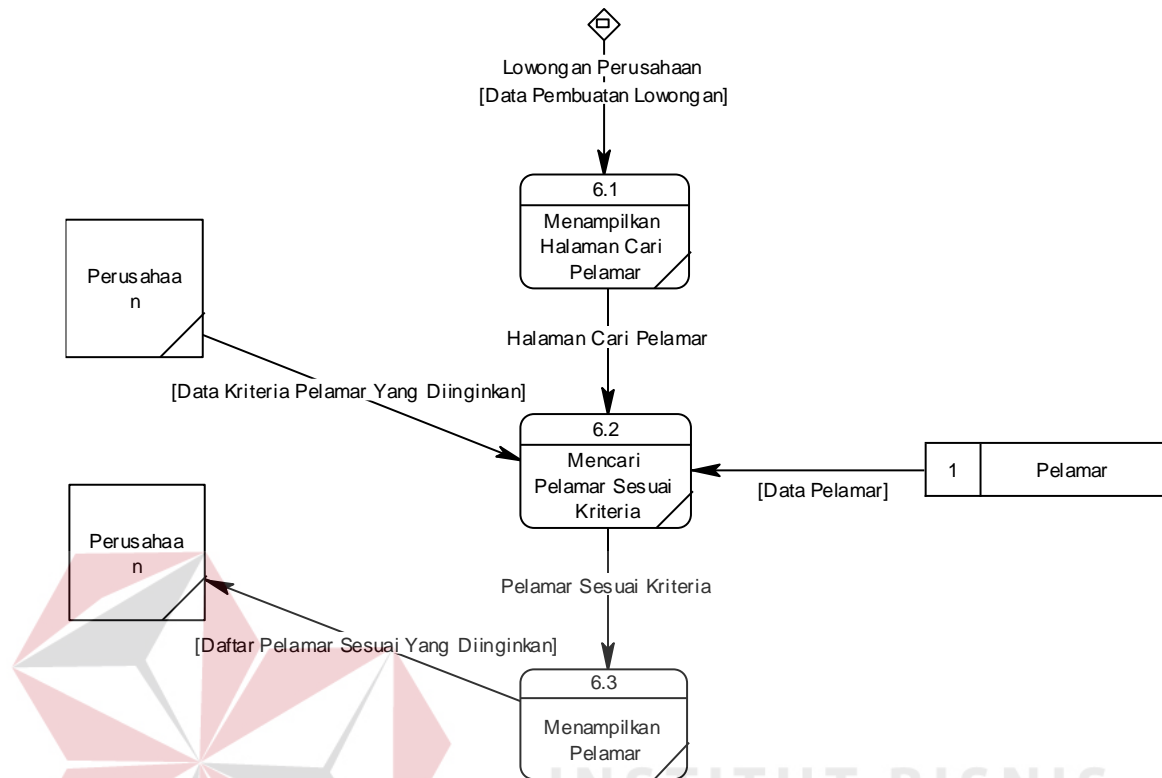 Lowongan Perusahaan
[Data Pembuatan Lowongan]
6.1
Menampilkan
Halaman Cari
Pelamar
Perusahaa
n
Halaman Cari Pelamar
[Data Kriteria Pelamar Yang Diinginkan]
6.2
Mencari
Pelamar Sesuai
Kriteria
1
Pelamar
[Data Pelamar]
Perusahaa
n
Pelamar Sesuai Kriteria
[Daftar Pelamar Sesuai Yang Diinginkan]
6.3
Menampilkan
Pelamar
INSTITUT BISNIS